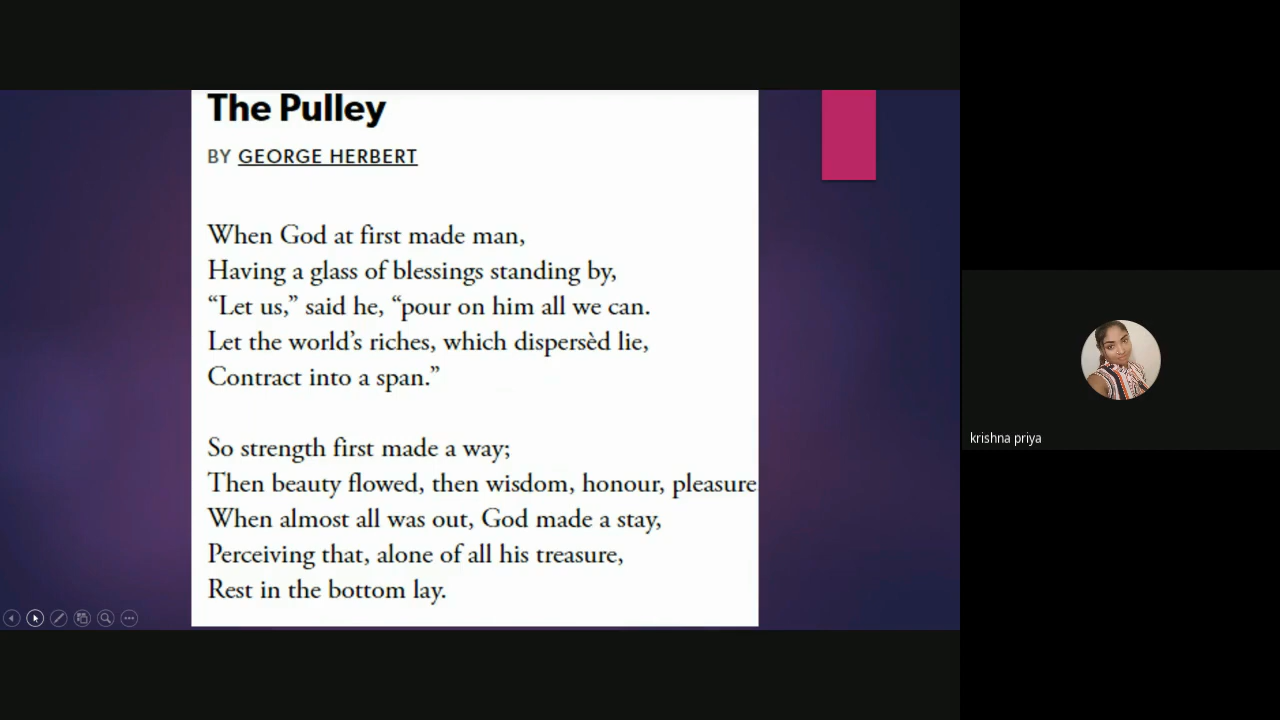 The Pulley
BY GEORGE HERBERT
When God at first made man,
Having a glass of blessings standing by,
“Let us,” said he, “pour on him all we can.
Let the world’s riches, which dispersèd lie,
Contract into a span.”
So strength first made a way;
Then beauty flowed, then wisdom, honour, pleasure
When almost all was out, God made a stay,
Perceiving that, alone of all his treasure,
Rest in the bottom lay.
krishna priya